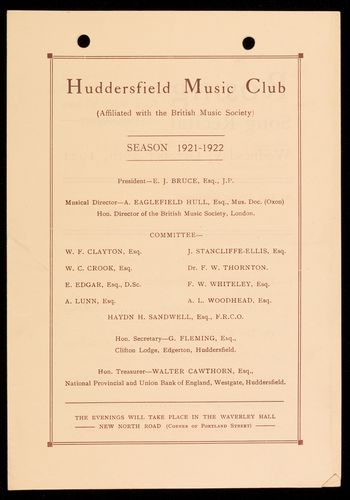 Huddersfield Music Club
(Affiliated with the British Music Society)
SEASON 1921-1922
President—E. J. BRUCE, Esq., J.P.
Musical Director—A. EAGLEFIELD HULL, Esq., Mus. Doc. (Oxon)
Hon. Director of the British Music Society, London.
COMMITTEE—
W. F. CLAYTON, Esq. J. STANCLIFFE-ELLIS, Esq.
W. C. CROOK, Esq. Dr. F. W. THORNTON.
E. EDGAR, Esq., D.Sc. F. W. WHITELEY, Esq.
A. LUNN, Esq. A. L. WOODHEAD, Esq.
HAYDN H. SANDWELL, Esq., F.R.C.O.
Hon. Secretary—G. FLEMING, Esq.,
Clifton Lodge, Edgerton, Huddersfield.
Hon. Treasurer—WALTER CAWTHORN, Esq.,
National Provincial and Union Bank of England, Westgate, Huddersfield.
THE EVENINGS WILL TAKE PLACE IN THE WAVERLEY HALL
NEW NORTH ROAD (Corner of Portland Street)